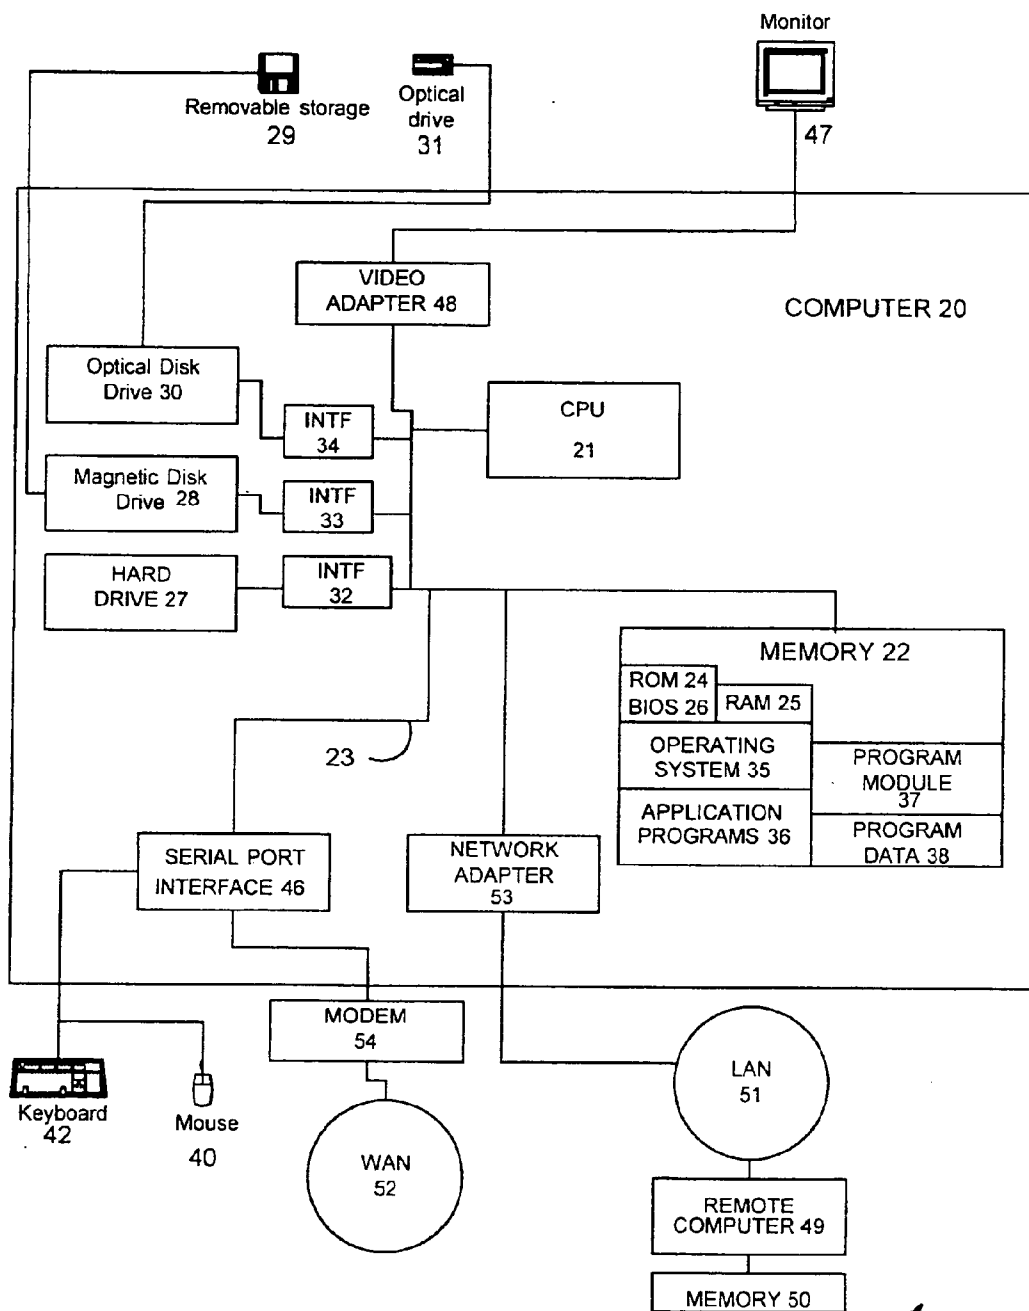 Monitor
47
Removable storage
29
Optical
drive
31
COMPUTER 20
VIDEO
ADAPTER 48
Optical Disk
Drive 30
INTF
34
CPU
21
Magnetic Disk
Drive 28
INTF
33
HARD
DRIVE 27
INTF
32
MEMORY 22
ROM 24
BIOS 26
RAM 25
OPERATING
SYSTEM 35
PROGRAM
MODULE
37
APPLICATION
PROGRAMS 36
PROGRAM
DATA 38
23
SERIAL PORT
INTERFACE 46
NETWORK
ADAPTER
53
MODEM
54
LAN
51
Keyboard
42
Mouse
40
WAN
52
REMOTE
COMPUTER 49
MEMORY 50